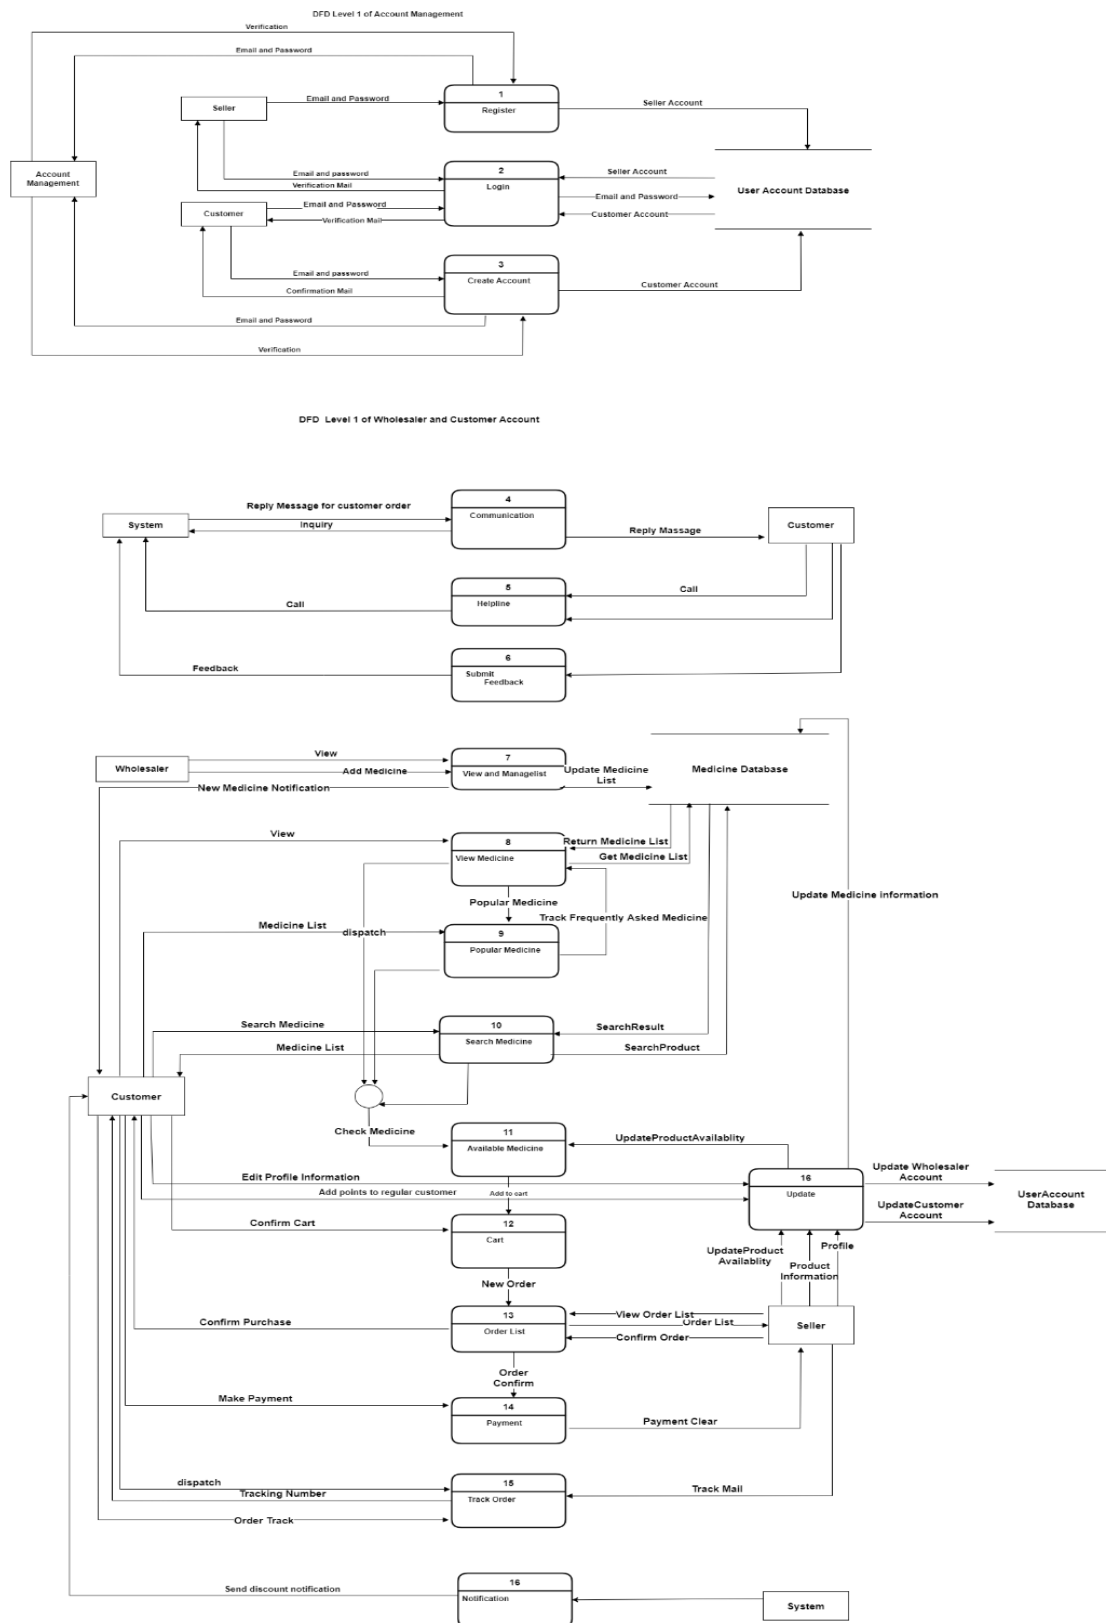 DFD Level 1 of Account Management
Verification
Email and Password
1
Register
Seller
Email and Password
Seller Account
Account
Management
2
Login
Email and password
Verification Mail
Seller Account
Email and Password
Customer Account
User Account Database
Customer
Email and Password
Verification Mail
3
Create Account
Email and password
Confirmation Mail
Customer Account
Email and Password
Verification
DFD Level 1 of Wholesaler and Customer Account
4
Communication
Reply Message for customer order
Inquiry
System
Reply Massage
Customer
5
Helpline
Call
Call
6
Submit
Feedback
Feedback
Wholesaler
View
Add Medicine
New Medicine Notification
7
View and Managelist
Update Medicine
List
Medicine Database
View
8
View Medicine
Return Medicine List
Get Medicine List
Update Medicine information
Popular Medicine
Track Frequently Asked Medicine
Medicine List
dispatch
9
Popular Medicine
Search Medicine
Medicine List
10
Search Medicine
SearchResult
SearchProduct
Customer
Check Medicine
11
Available Medicine
UpdateProductAvailablity
Edit Profile Information
Add points to regular customer
Add to cart
16
Update
Update Wholesaler
Account
UpdateCustomer
Account
UserAccount
Database
Confirm Cart
12
Cart
UpdateProduct
Availablity
Product
Information
Profile
New Order
13
Order List
Confirm Purchase
View Order List
Order List
Confirm Order
Seller
Order
Confirm
Make Payment
14
Payment
Payment Clear
dispatch
Tracking Number
Order Track
15
Track Order
Track Mail
Send discount notification
16
Notification
System